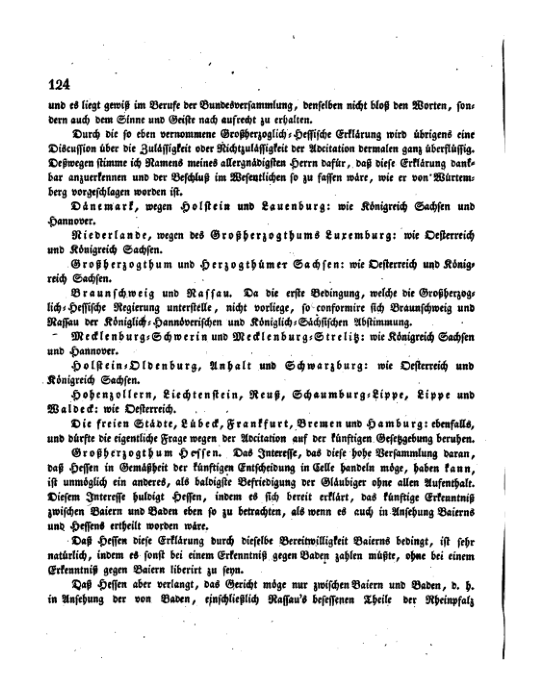 124
und es liegt gewiß im Berufe der Bundesversammlung, denselben nicht bloß den Worten, son-
dern auch dem Sinne und Geiste nach aufrecht zu erhalten.
Durch die so eben vernommene Großherzoglich-Hessische Erklärung wird übrigens eine
Discussion über die Zulässigkeit oder Nichtzulässigkeit der Adcitation dermalen ganz überflüssig.
Deßwegen stimme ich Namens meines allergnädigsten Herrn dafür, daß diese Erklärung dank-
bar anzuerkennen und der Beschluß im Wesentlichen so zu fassen wäre, wie er von Würtem-
berg vorgeschlagen worden ist.
Dänemark, wegen Holstein und Lauenburg: wie Königreich Sachsen und
Hannover.
Niederlande, wegen des Großherzogthums Luxemburg: wie Oesterreich
und Königreich Sachsen.
Großherzogthum und Herzogthümer Sachsen: wie Oesterreich und König-
reich Sachsen.
Braunschweig und Nassau. Da die erste Bedingung, welche die Großherzog-
lich-Hessische Regierung unterstelle, nicht vorliege, so conformire sich Braunschweig und
Nassau der Königlich-Hannöverischen und Königlich-Sächsischen Abstimmung.
Mecklenburg-Schwerin und Mecklenburg-Strelitz: wie Königreich Sachsen
und Hannover.
Holstein-Oldenburg, Anhalt und Schwarzburg: wie Oesterreich und
Königreich Sachsen.
Hohenzollern, Liechtenstein, Reuß, Schaumburg-Lippe, Lippe und
Waldeck: wie Oesterreich.
Die freien Städte, Lübeck, Frankfurt, Bremen und Hamburg: ebenfalls,
und dürfte die eigentliche Frage wegen der Adcitation auf der künftigen Gesetzgebung beruhen.
Großherzogthum Hessen. Das Interesse, das diese hohe Versammlung daran,
daß Hessen in Gemäßheit der künftigen Entscheidung in Celle handeln möge, haben kann,
ist unmöglich ein anderes, als baldigste Befriedigung der Gläubiger ohne allen Aufenthalt.
Diesem Interesse huldigt Hessen, indem es sich bereit erklärt, das künftige Erkenntniß
zwischen Baiern und Baden eben so zu betrachten, als wenn es auch in Ansehung Baierns
und Hessens ertheilt worden wäre.
Daß Hessen diese Erklärung durch dieselbe Bereitwilligkeit Baierns bedingt, ist sehr
natürlich, indem es sonst bei einem Erkenntniß gegen Baden zahlen müßte, ohne bei einem
Erkenntniß gegen Baiern liberirt zu seyn.
Daß Hessen aber verlangt, das Gericht möge nur zwischen Baiern und Baden, d. h.
in Ansehung der von Baden, einschließlich Nassau's besessenen Theile der Rheinpfalz